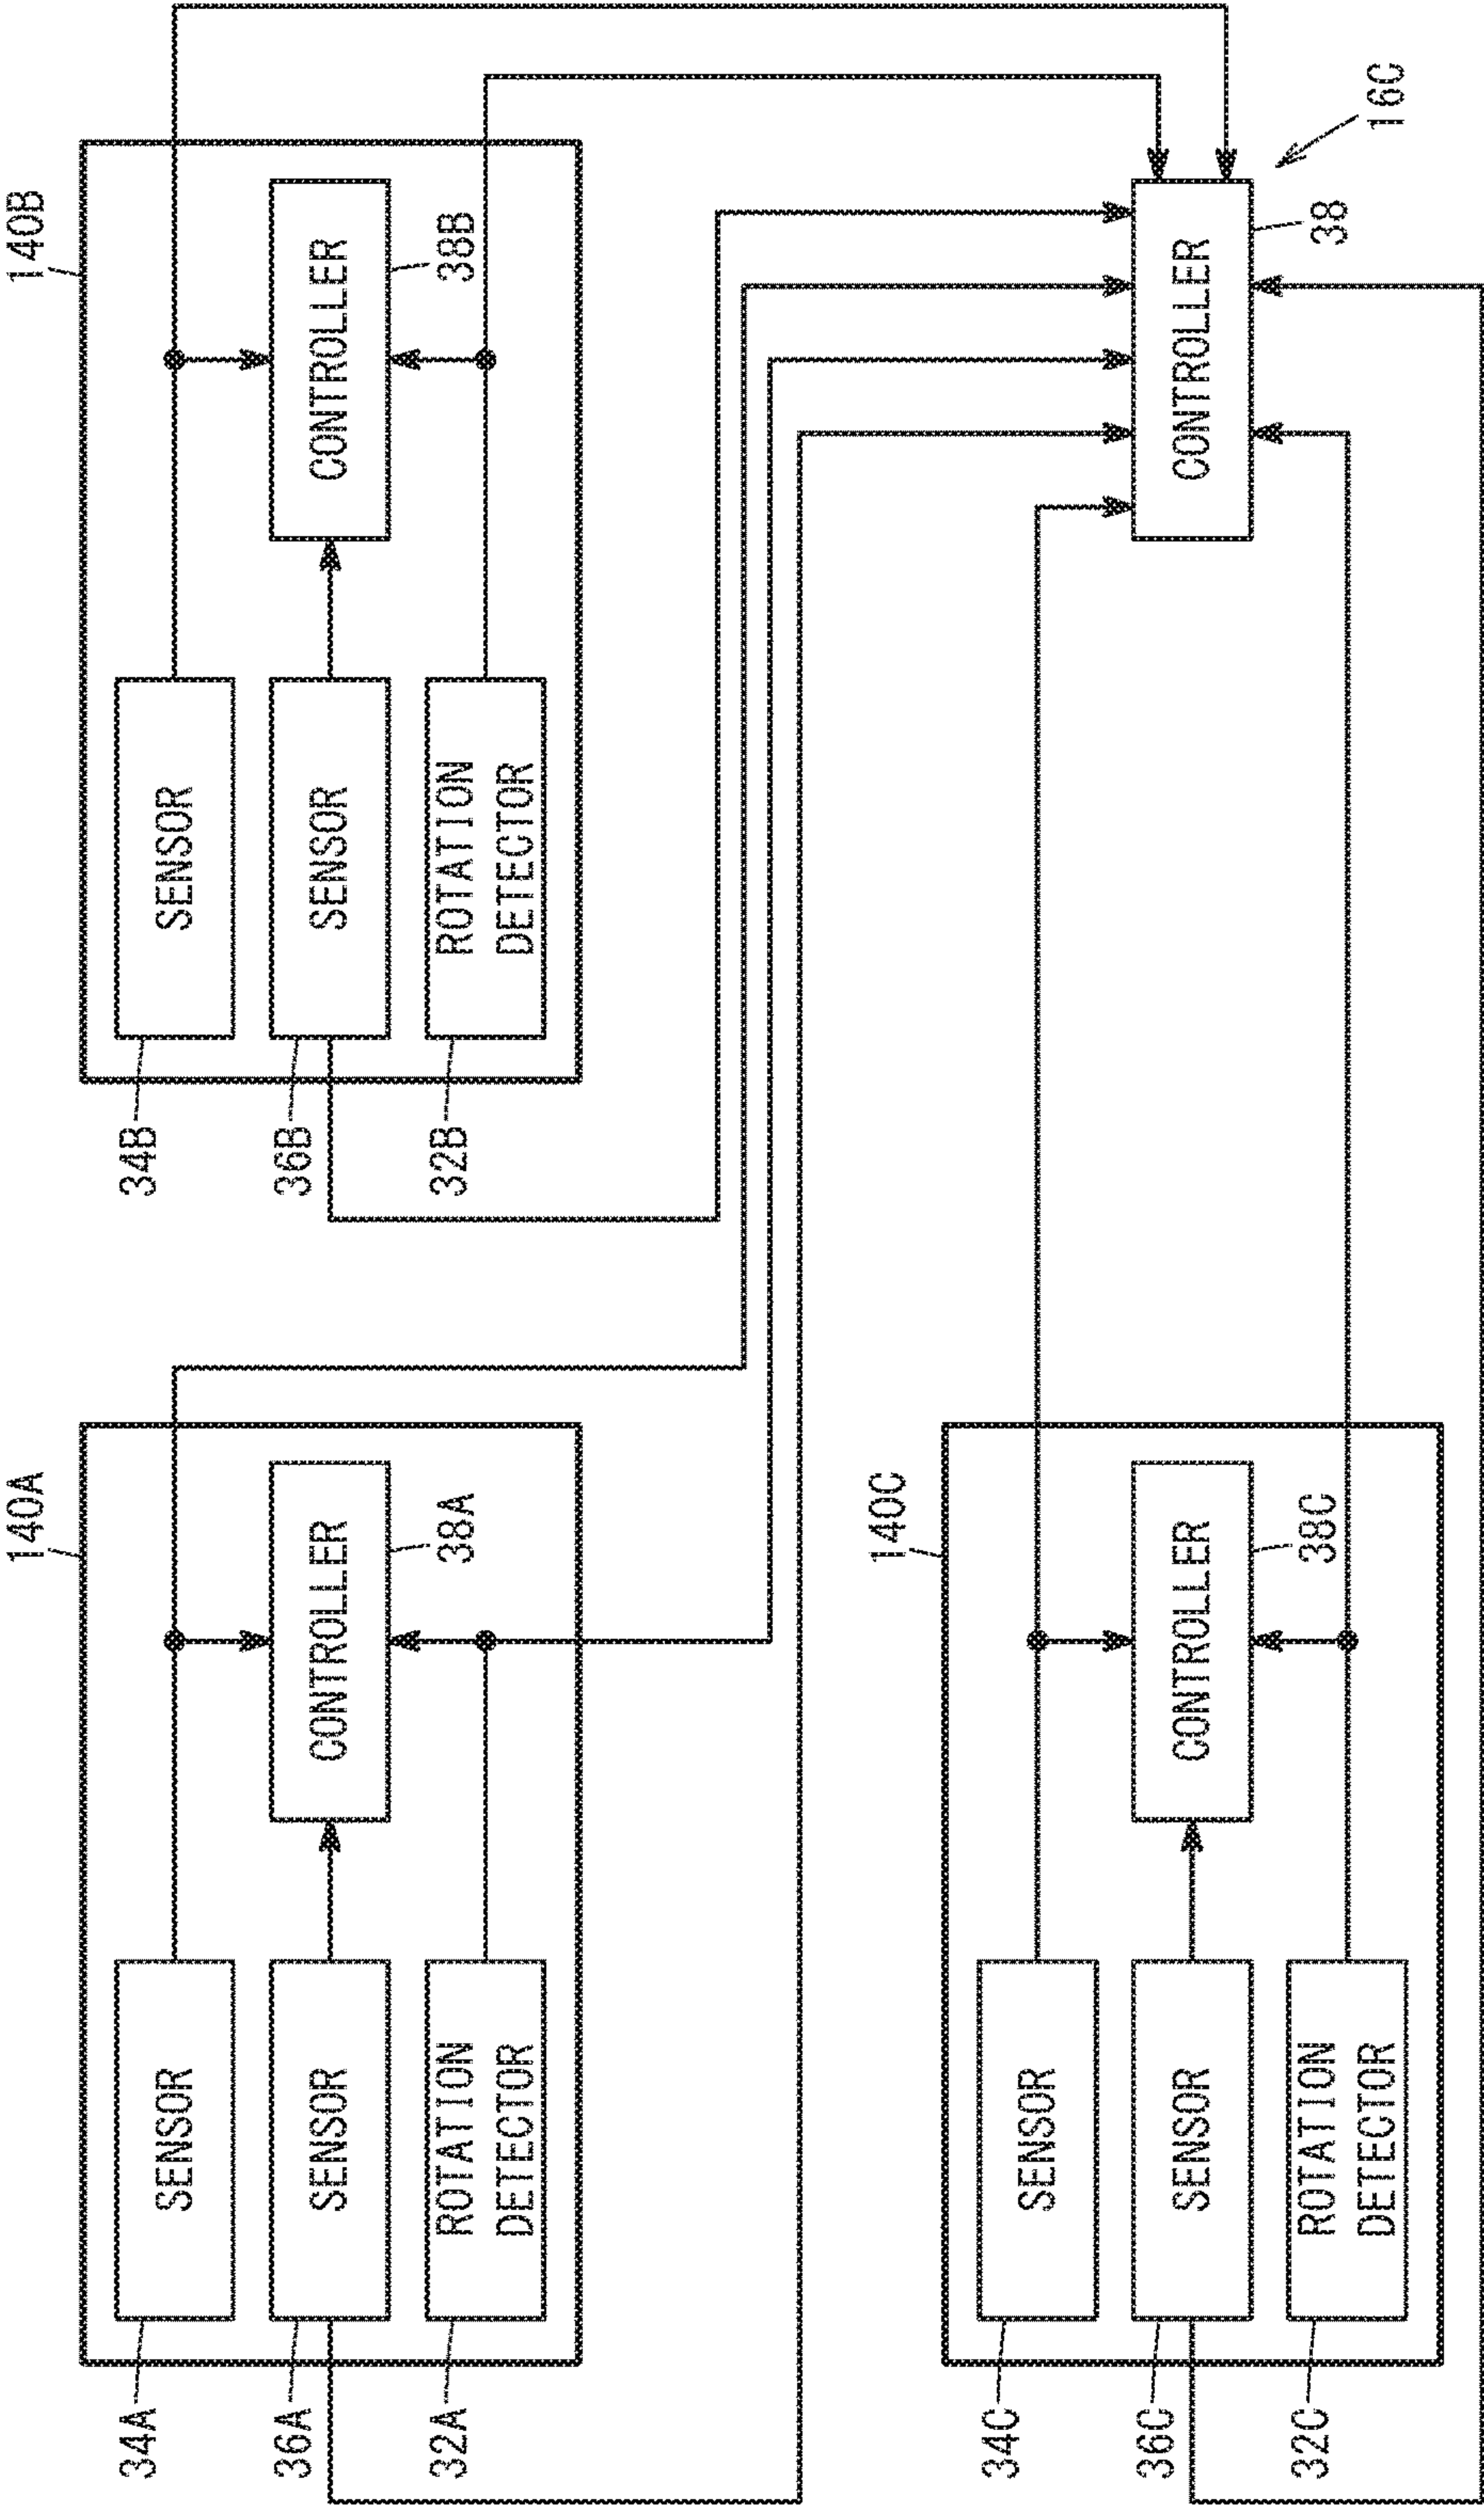 140A
34A
SENSOR
36A
SENSOR
CONTROLLER
38A
32A
ROTATION
DETECTOR
140B
34B
SENSOR
36B
SENSOR
CONTROLLER
38B
32B
ROTATION
DETECTOR
140C
34C
SENSOR
36C
SENSOR
CONTROLLER
38C
32C
ROTATION
DETECTOR
CONTROLLER
38
16C